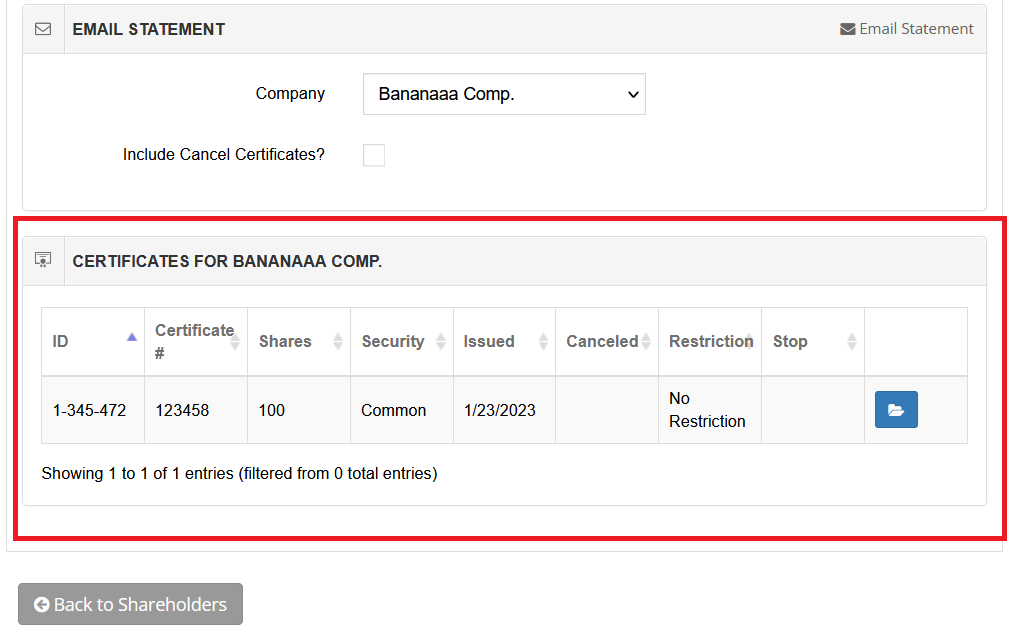 EMAIL STATEMENT
Email Statement
Company
Bananaaa Comp.
Include Cancel Certificates?
CERTIFICATES FOR BANANAAA COMP.
ID
Certificate
#
Shares
Security
Issued
Canceled
Restriction
Stop
1-345-472
123458
100
Common
1/23/2023
No
Restriction
Showing 1 to 1 of 1 entries (filtered from 0 total entries)
Back to Shareholders